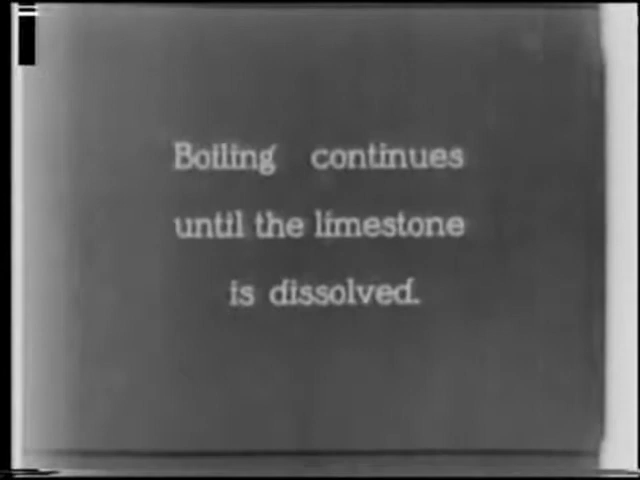 Boiling continues
until the limestone
is dissolved.